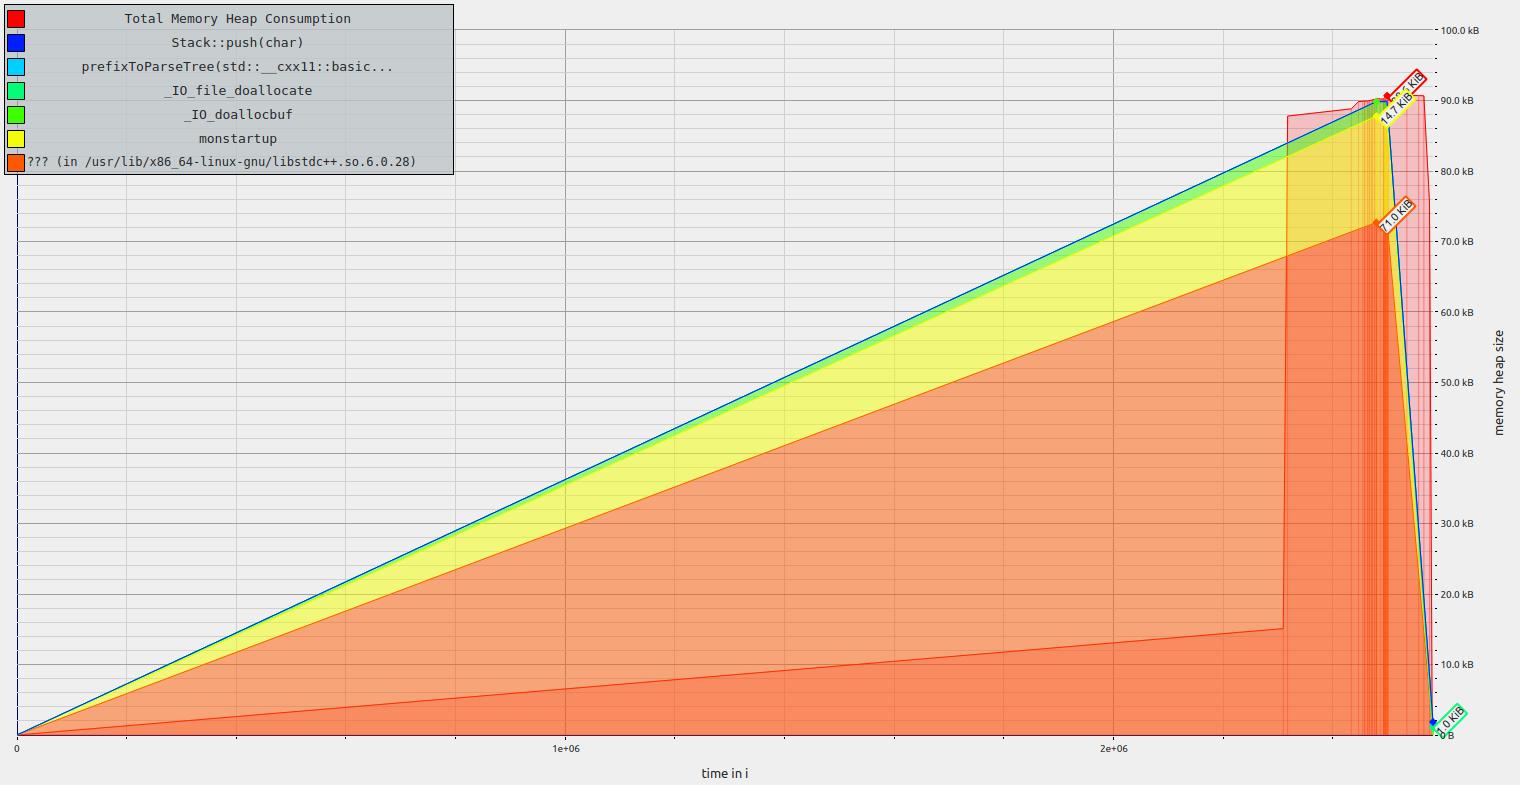 Total Memory Heap Consumption
Stack::push(char)
prefixToParseTree(std::__cxx11::basic...
_IO_file_doallocate
_IO_doallocbuf
monstartup
??? (in /usr/lib/x86_64-linux-gnu/libstdc++.so.6.0.28)
100.0 kB
90.0 kB
80.0 kB
70.0 kB
60.0 kB
50.0 kB
40.0 kB
30.0 kB
20.0 kB
10.0 kB
0 B
memory heap size
KiB
14.7 KiB
71.0 KiB
KiB
0
1e+06
2e+06
time in i